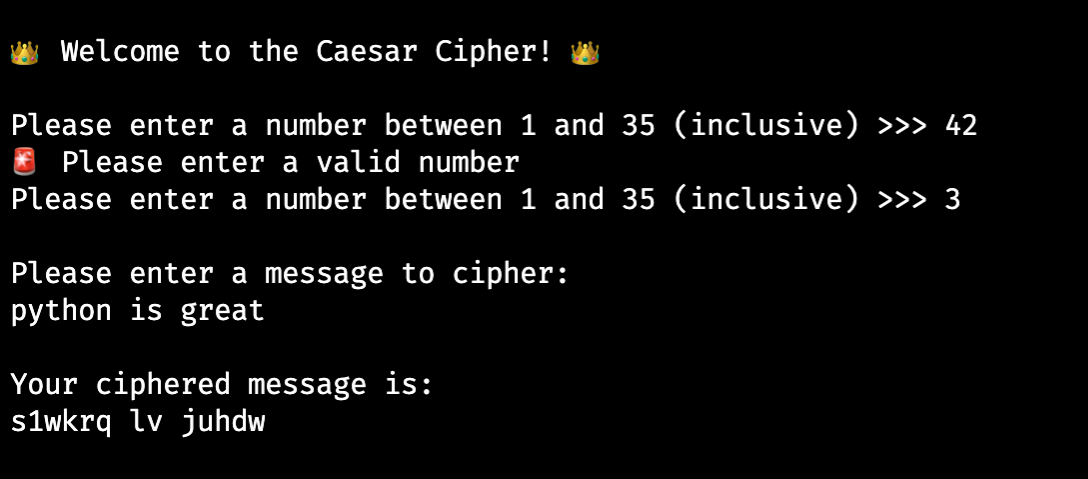 👑 Welcome to the Caesar Cipher! 👑
Please enter a number between 1 and 35 (inclusive) >>> 42
🚨 Please enter a valid number
Please enter a number between 1 and 35 (inclusive) >>> 3
Please enter a message to cipher:
python is great
Your ciphered message is:
s1wkrq lv juhdw